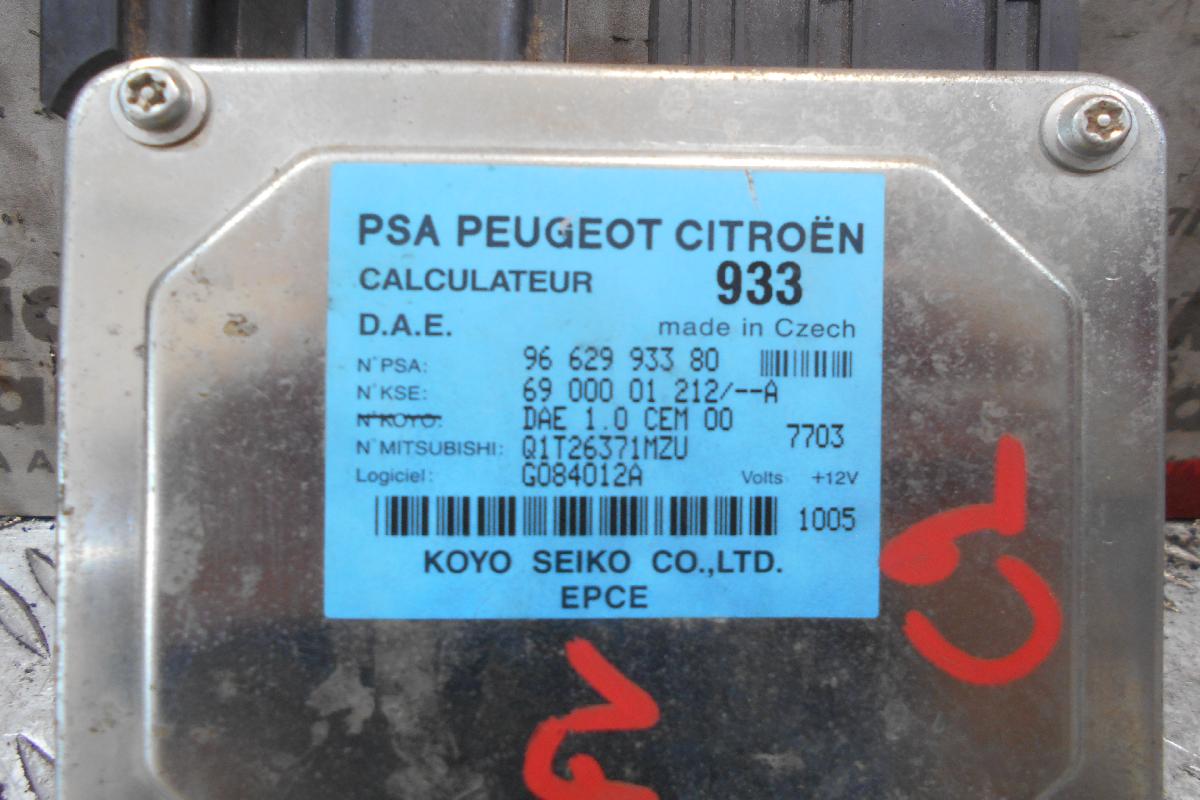 PSA PEUGEOT CITROËN
CALCULATEUR 933
D.A.E. made in Czech
N°PSA: 96 629 933 80
N°KSE: 69 000 01 212/--A
N°KOYO: DAE 1.0 CEM 00
7703
N°MITSUBISHI: Q1T26371MZU
Logiciel: G084012A Volts +12V
1005
KOYO SEIKO CO.,LTD.
EPCE